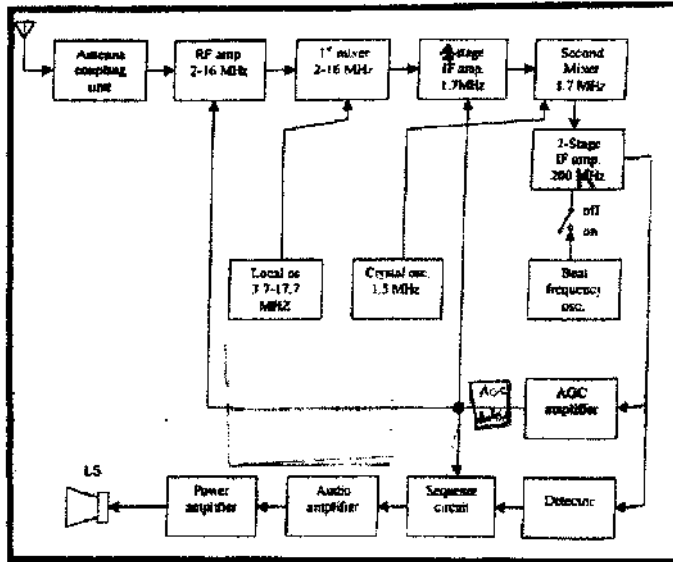 Antenna
coupling
unit
RF amp
2-16 MHz
1st mixer
2-16 MHz
-stage
IF amp.
1.7MHz
Second
Mixer
1.7 MHz
2-Stage
IF amp.
200 MHz
off
on
Local os
3.7-17.7
MHZ
Crystal osc.
1.5 MHz
Beat
frequency
osc.
AGC
AGC
amplifier
LS
Power
amplifier
Audio
amplifier
Sequence
circuit
Detector